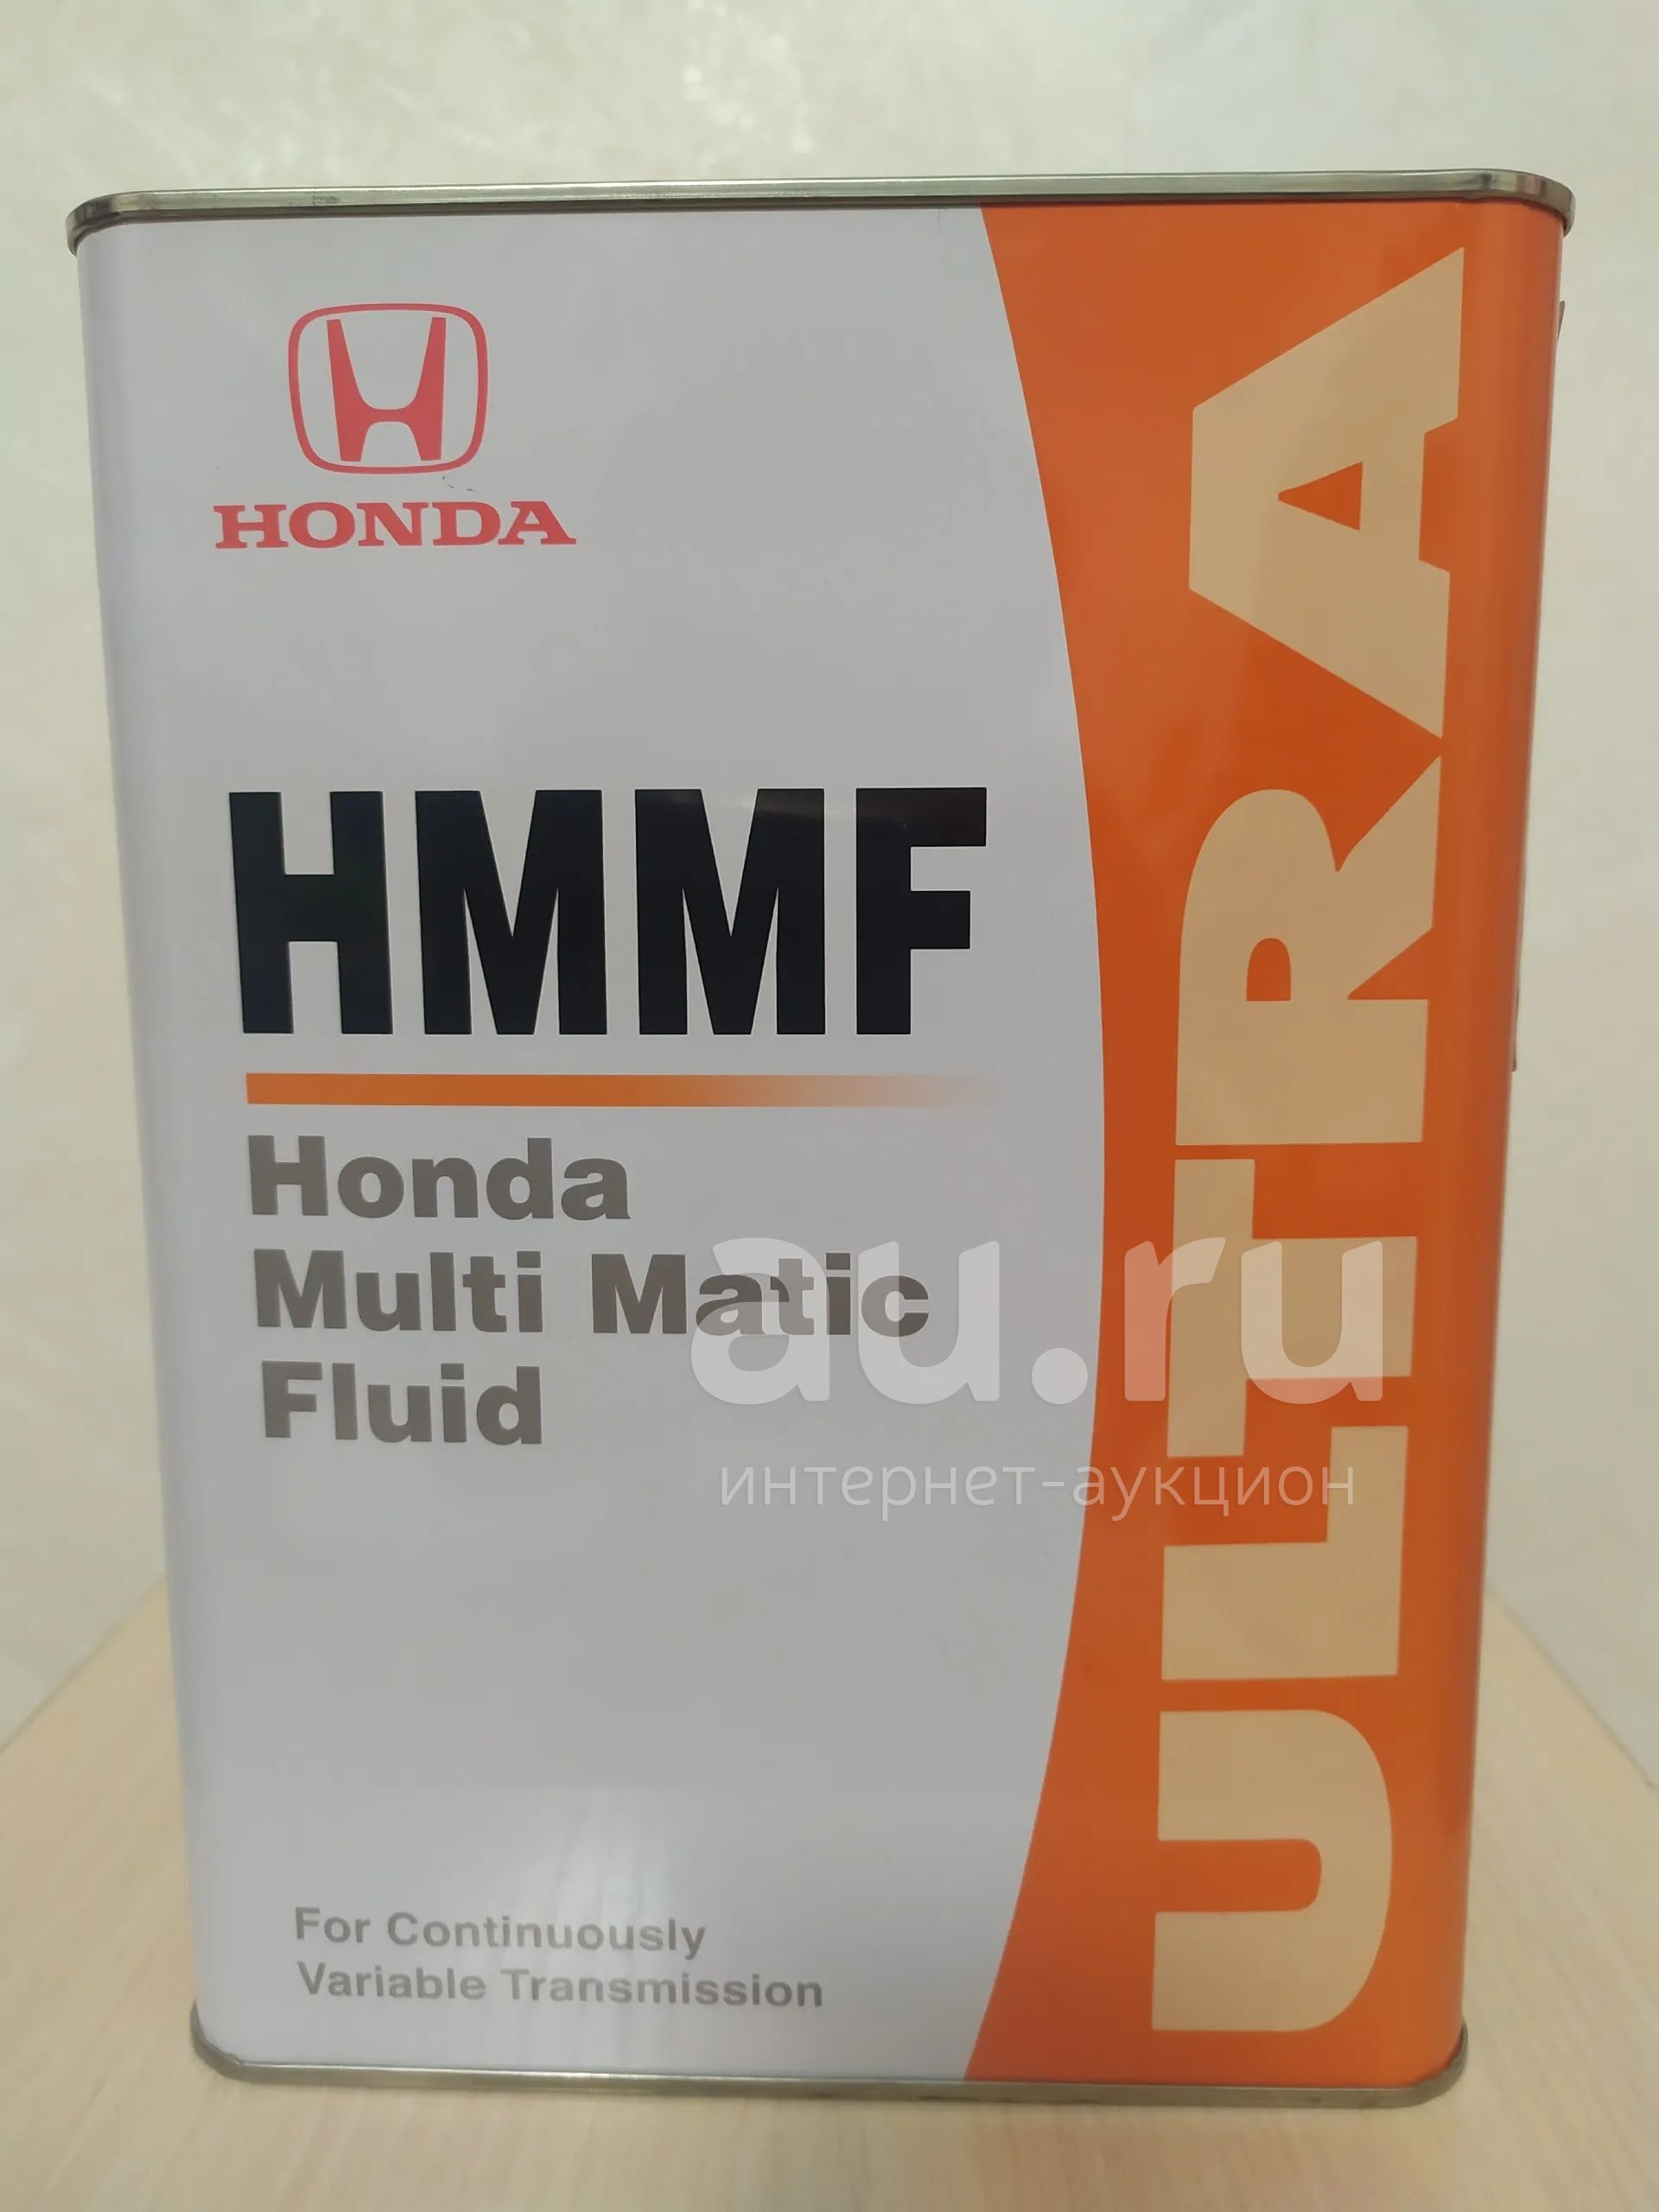 HONDA
HMMF
Honda
Multi Matic
Fluid
For Continuously
Variable Transmission
ULTRA
au.ru
интернет-аукцион